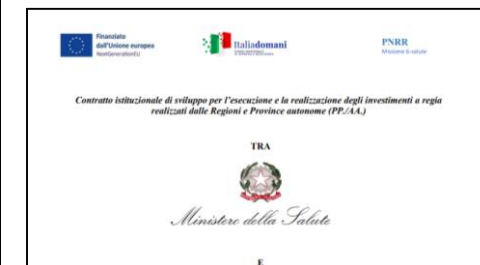 Finanziato
dall'Unione europea
NextGenerationEU
Italiadomani
PNRR
Missione 6-salute
Contratto istituzionale di sviluppo per l'esecuzione e la realizzazione degli investimenti a regia
realizzati dalle Regioni e Province autonome (PP./AA.)
TRA
Ministero della Salute
E